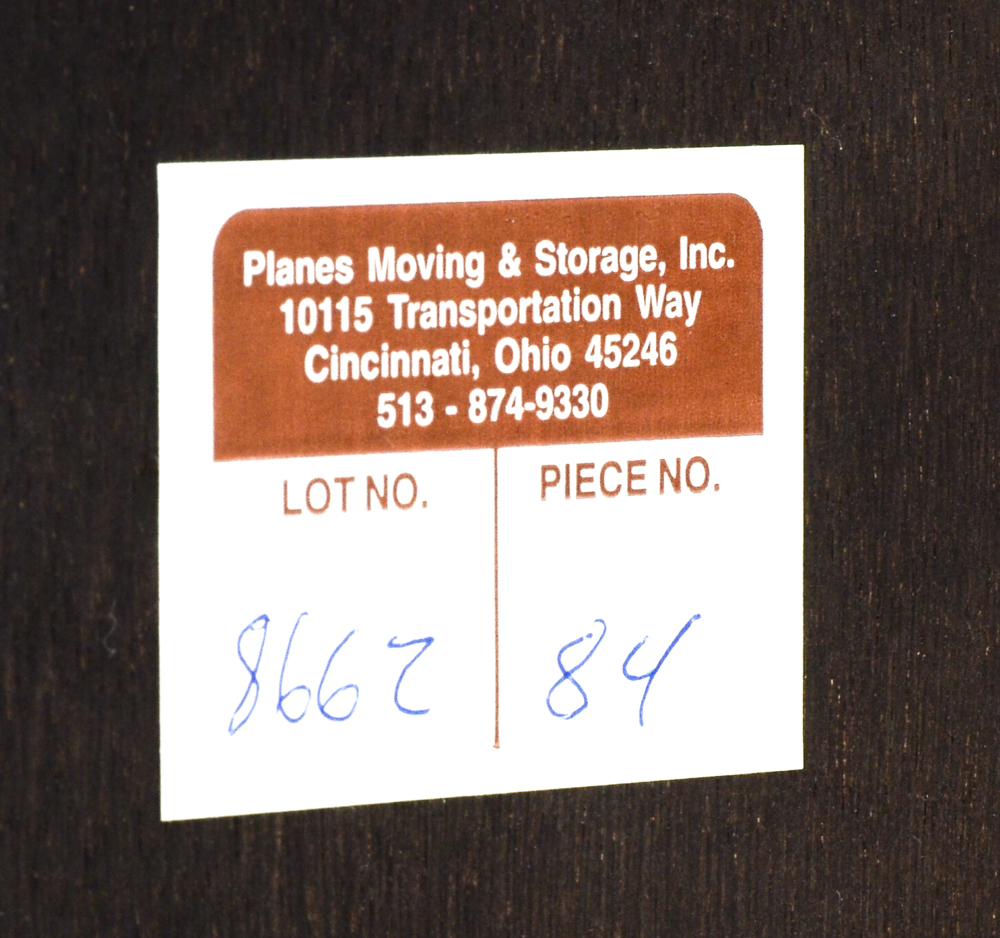 Planes Moving & Storage, Inc.
10115 Transportation Way
Cincinnati, Ohio 45246
513 - 874-9330
LOT NO. PIECE NO.
8662 84